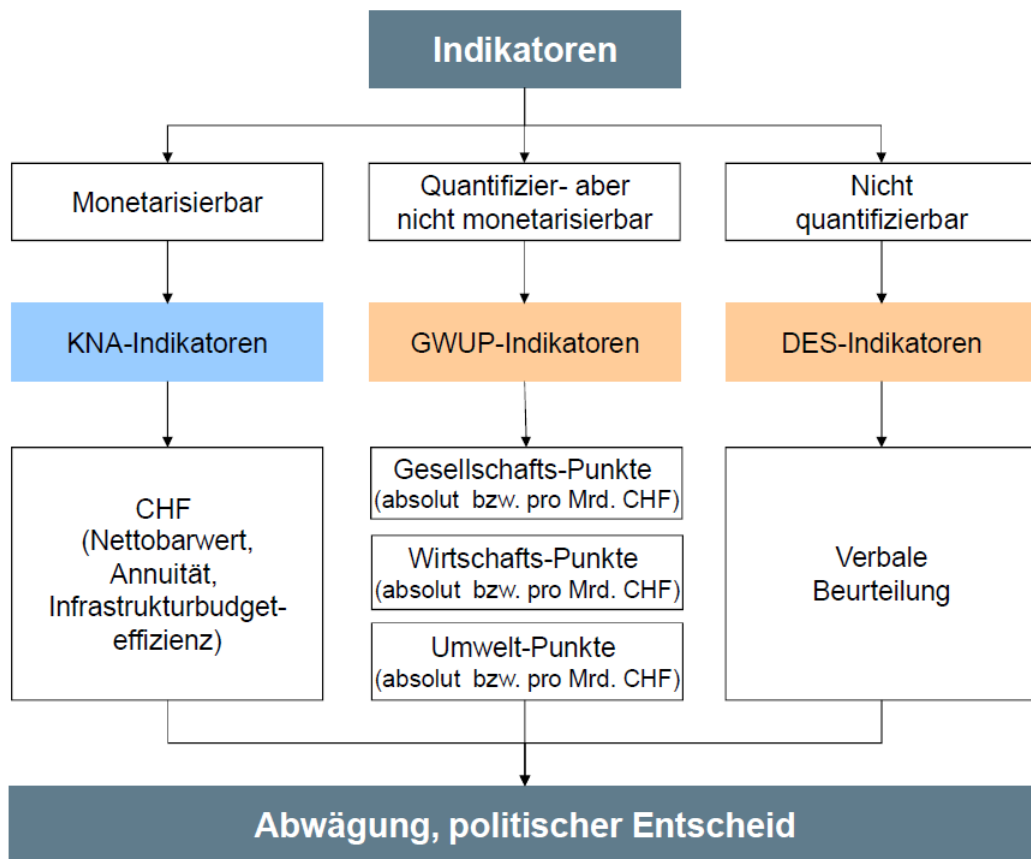 Indikatoren
Monetarisierbar
Quantifizier- aber
nicht monetarisierbar
Nicht
quantifizierbar
KNA-Indikatoren
GWUP-Indikatoren
DES-Indikatoren
CHF
(Nettobarwert,
Annuität,
Infrastrukturbudget-
effizienz)
Gesellschafts-Punkte
(absolut bzw. pro Mrd. CHF)
Wirtschafts-Punkte
(absolut bzw. pro Mrd. CHF)
Umwelt-Punkte
(absolut bzw. pro Mrd. CHF)
Verbale
Beurteilung
Abwägung, politischer Entscheid